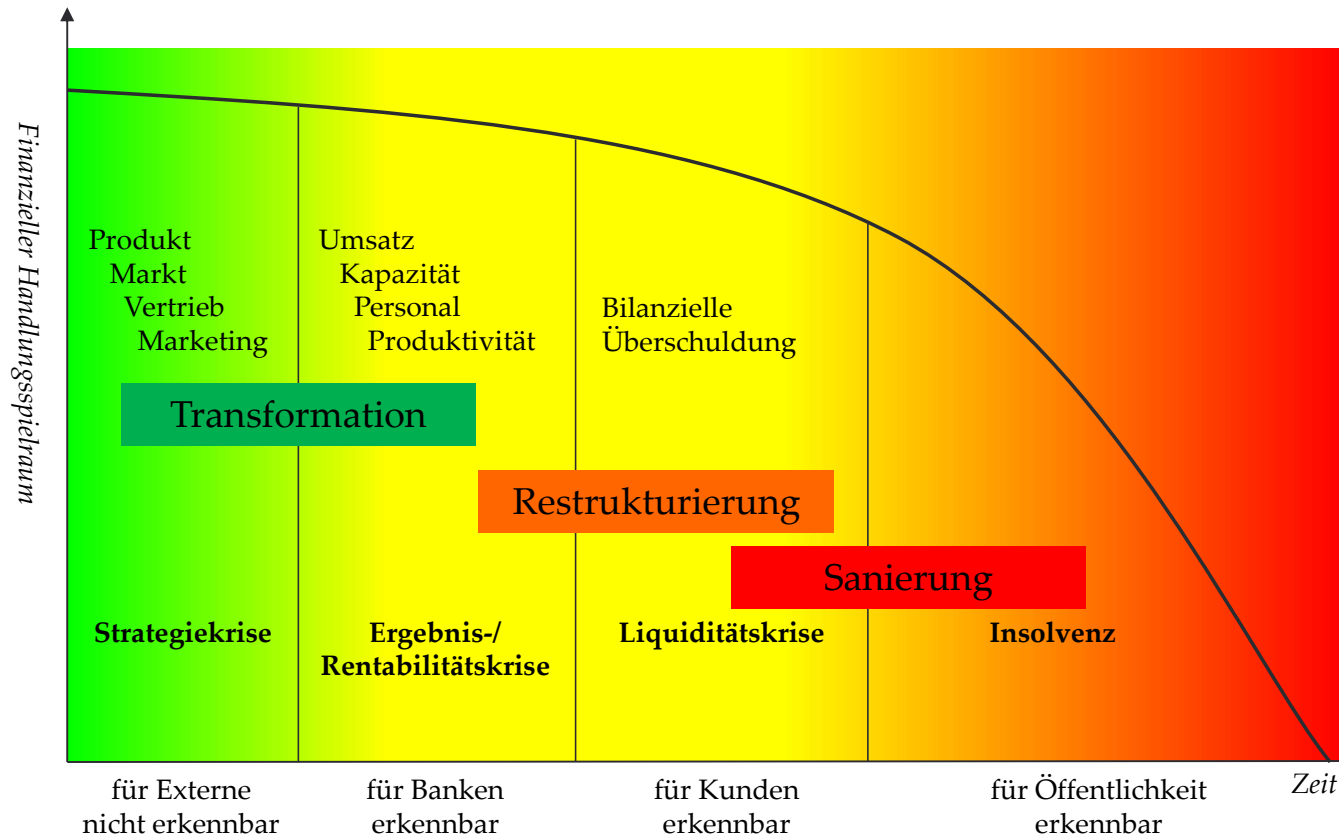 Finanzieller Handlungsspielraum
Produkt
Markt
Vertrieb
Marketing
Umsatz
Kapazität
Personal
Produktivität
Bilanzielle
Überschuldung
Transformation
Restrukturierung
Sanierung
Strategiekrise
Ergebnis-/
Rentabilitätskrise
Liquiditätskrise
Insolvenz
für Externe
nicht erkennbar
für Banken
erkennbar
für Kunden
erkennbar
für Öffentlichkeit
erkennbar
Zeit